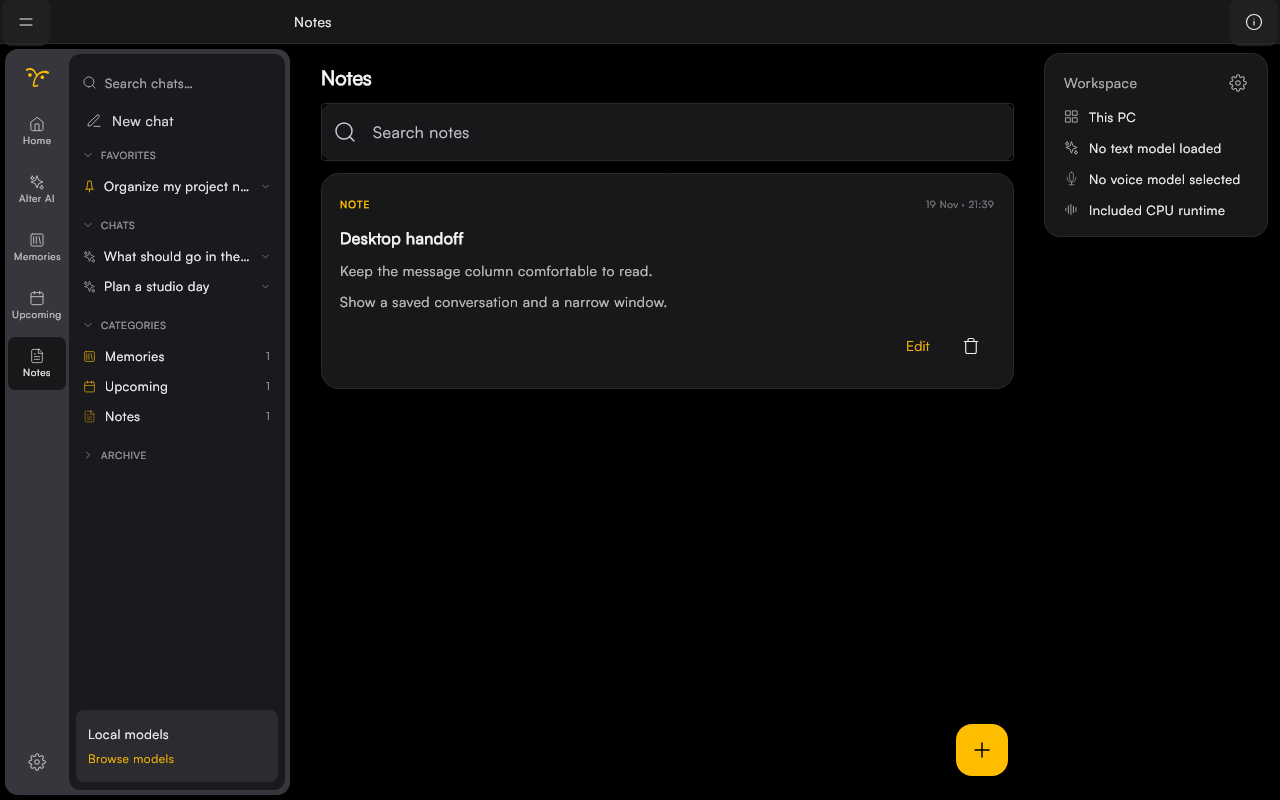 Notes
Home
Alter AI
Memories
Upcoming
Notes
Search chats...
New chat
FAVORITES
Organize my project n...
CHATS
What should go in the...
Plan a studio day
CATEGORIES
Memories 1
Upcoming 1
Notes 1
ARCHIVE
Local models
Browse models
Notes
Search notes
NOTE 19 Nov • 21:39
Desktop handoff
Keep the message column comfortable to read.
Show a saved conversation and a narrow window.
Edit
Workspace
This PC
No text model loaded
No voice model selected
Included CPU runtime